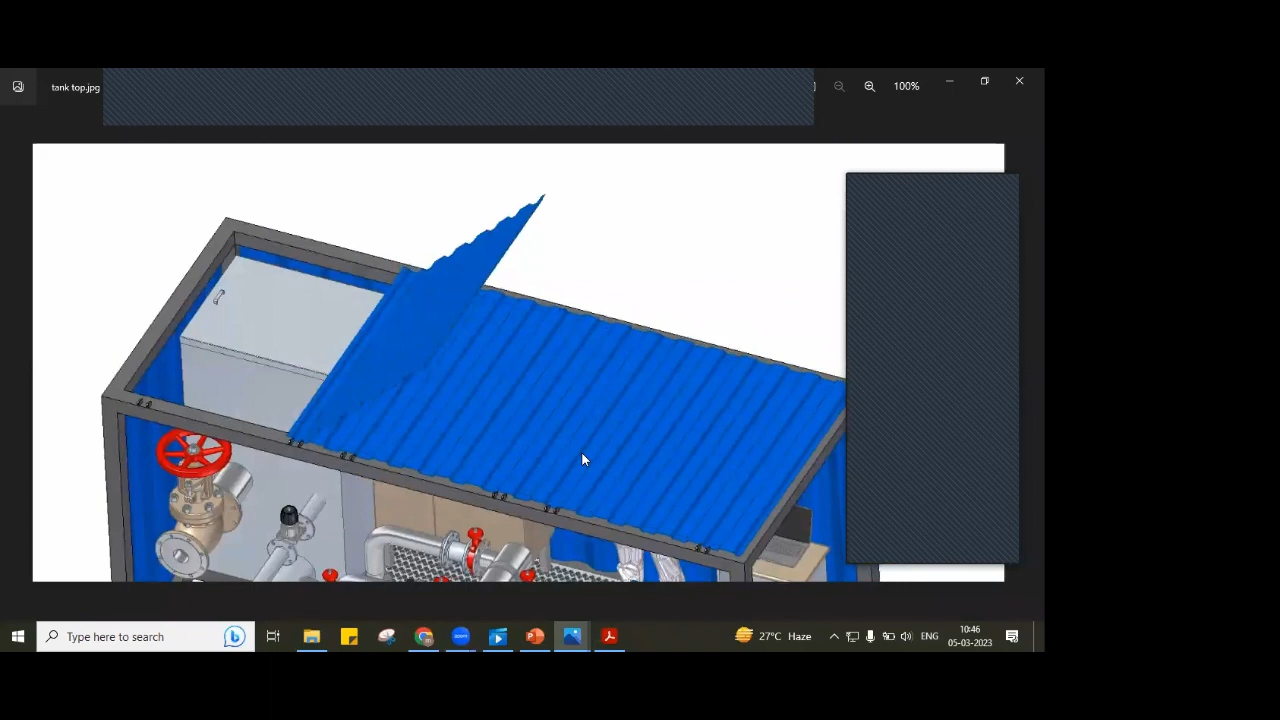 tank top.jpg
100%
Type here to search
27°C Haze
ENG
10:46
05-03-2023